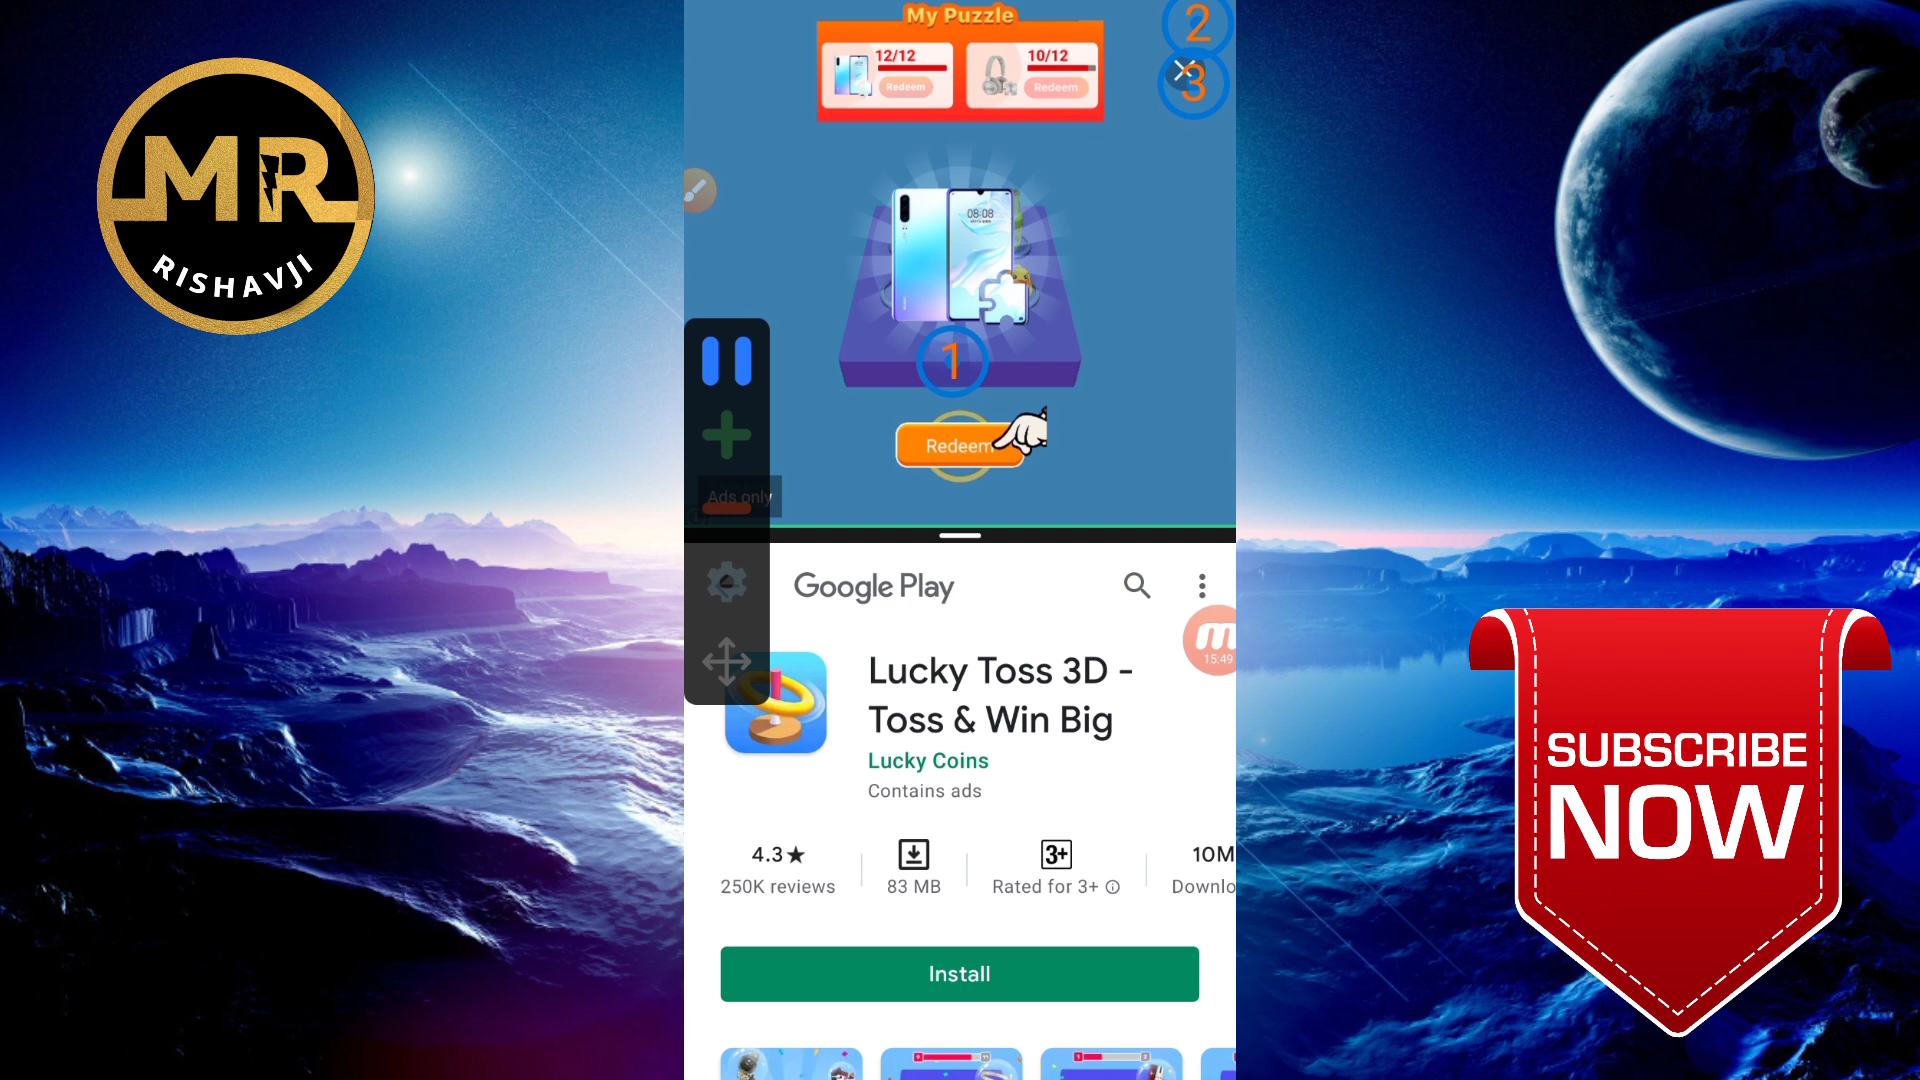 MR
RISHAVJI
My Puzzle
12/12
Redeem
10/12
Redeem
2
3
08:08
1
Redeem
Ads only
Google Play
15:49
Lucky Toss 3D -
Toss & Win Big
Lucky Coins
Contains ads
4.3★
250K reviews
83 MB
3+
Rated for 3+
10M
Downlo
Install
SUBSCRIBE
NOW